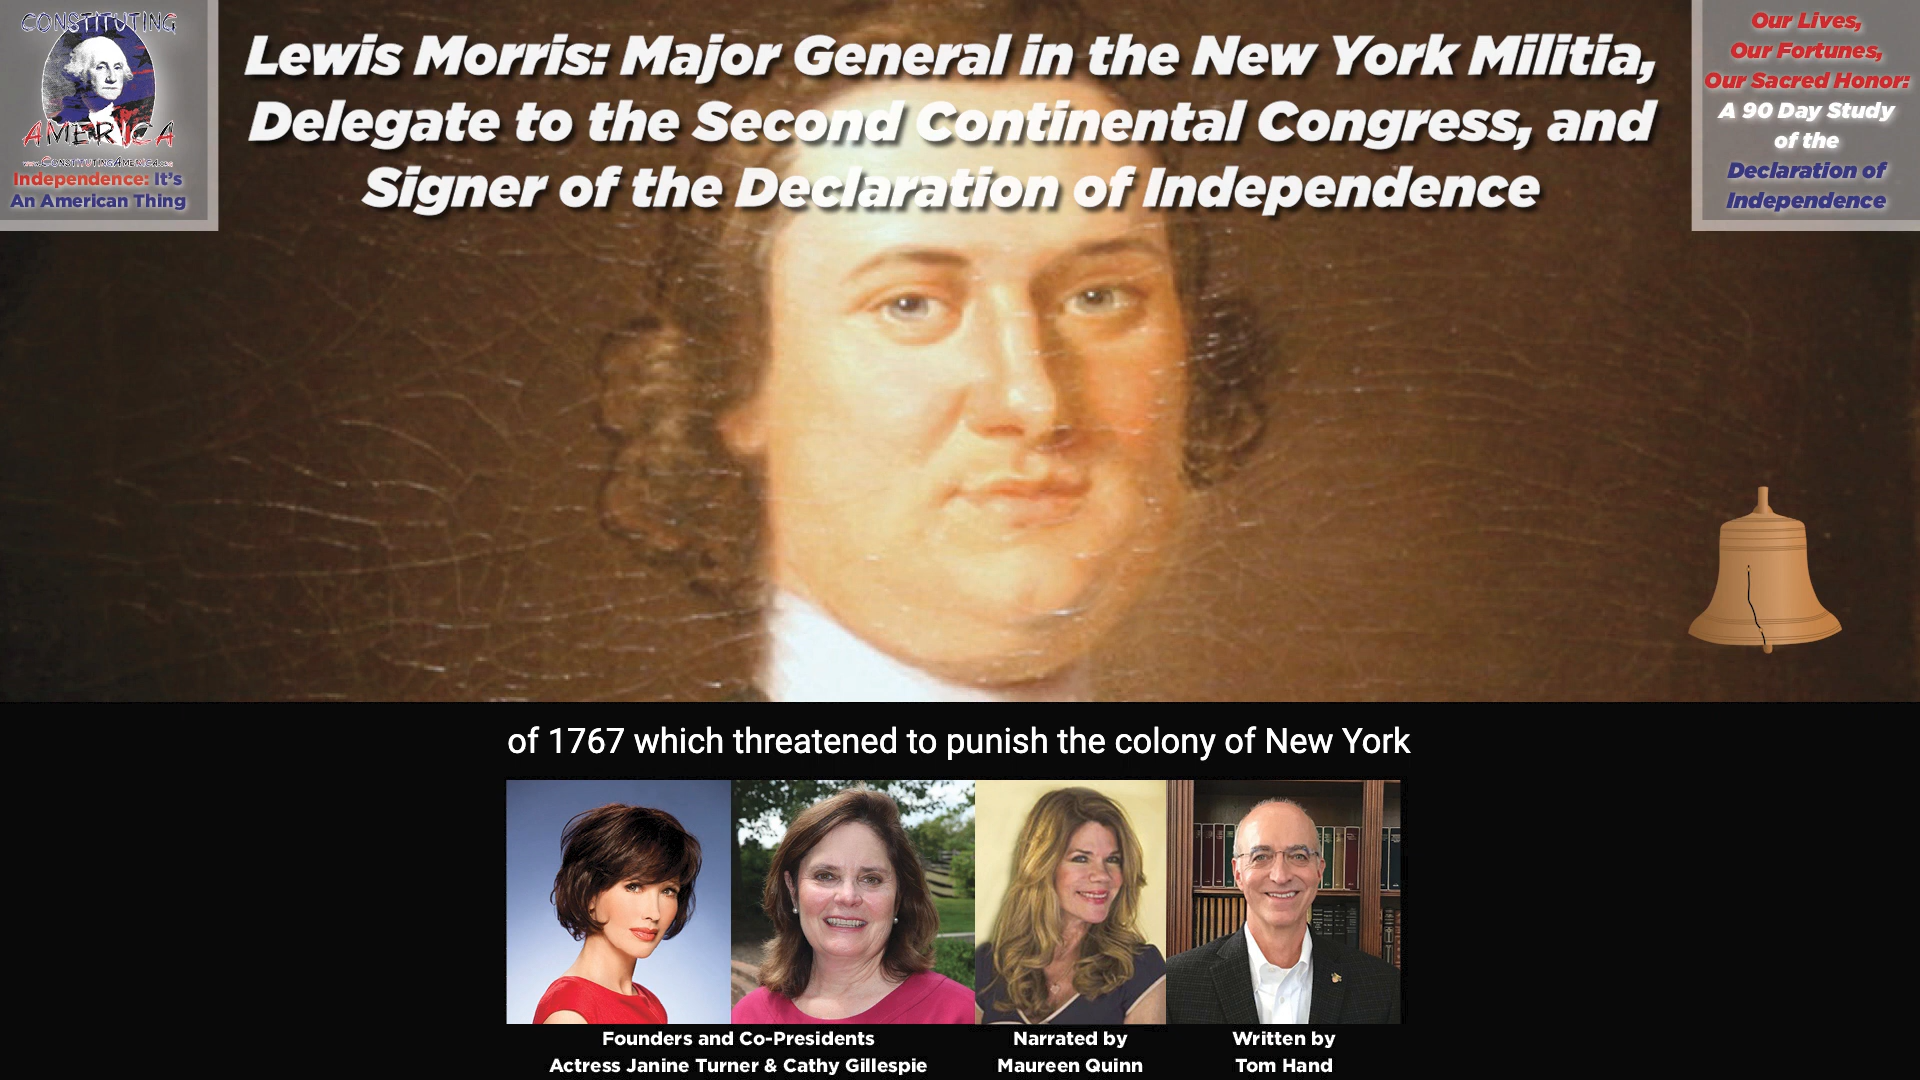 CONSTITUTING
AMERICA
www.ConstitutingAmerica.org
Independence: It's
An American Thing
Lewis Morris: Major General in the New York Militia,
Delegate to the Second Continental Congress, and
Signer of the Declaration of Independence
Our Lives,
Our Fortunes,
Our Sacred Honor:
A 90 Day Study
of the
Declaration of
Independence
of 1767 which threatened to punish the colony of New York
Founders and Co-Presidents
Actress Janine Turner & Cathy Gillespie
Narrated by
Maureen Quinn
Written by
Tom Hand